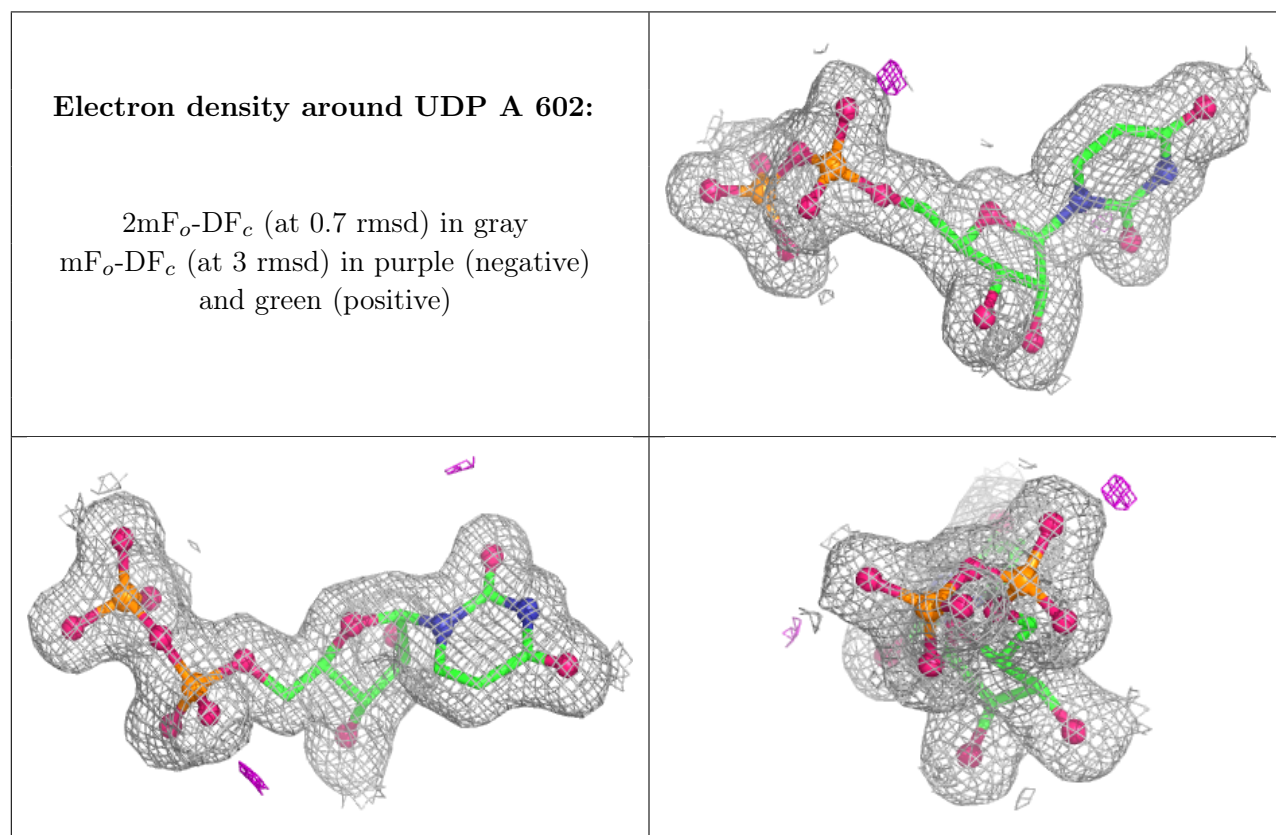 Electron density around UDP A 602:
2mFo-DFc (at 0.7 rmsd) in gray
mFo-DFc (at 3 rmsd) in purple (negative)
and green (positive)